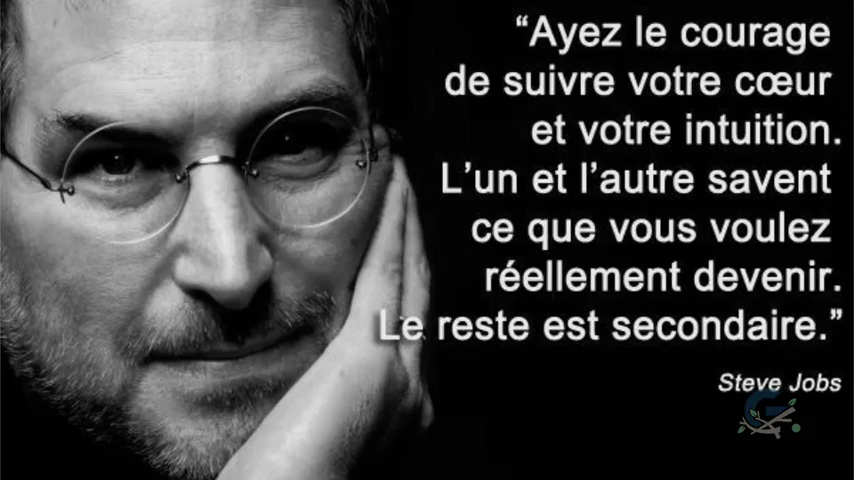 “Ayez le courage
de suivre votre cœur
et votre intuition.
L’un et l’autre savent
ce que vous voulez
réellement devenir.
Le reste est secondaire.”
Steve Jobs